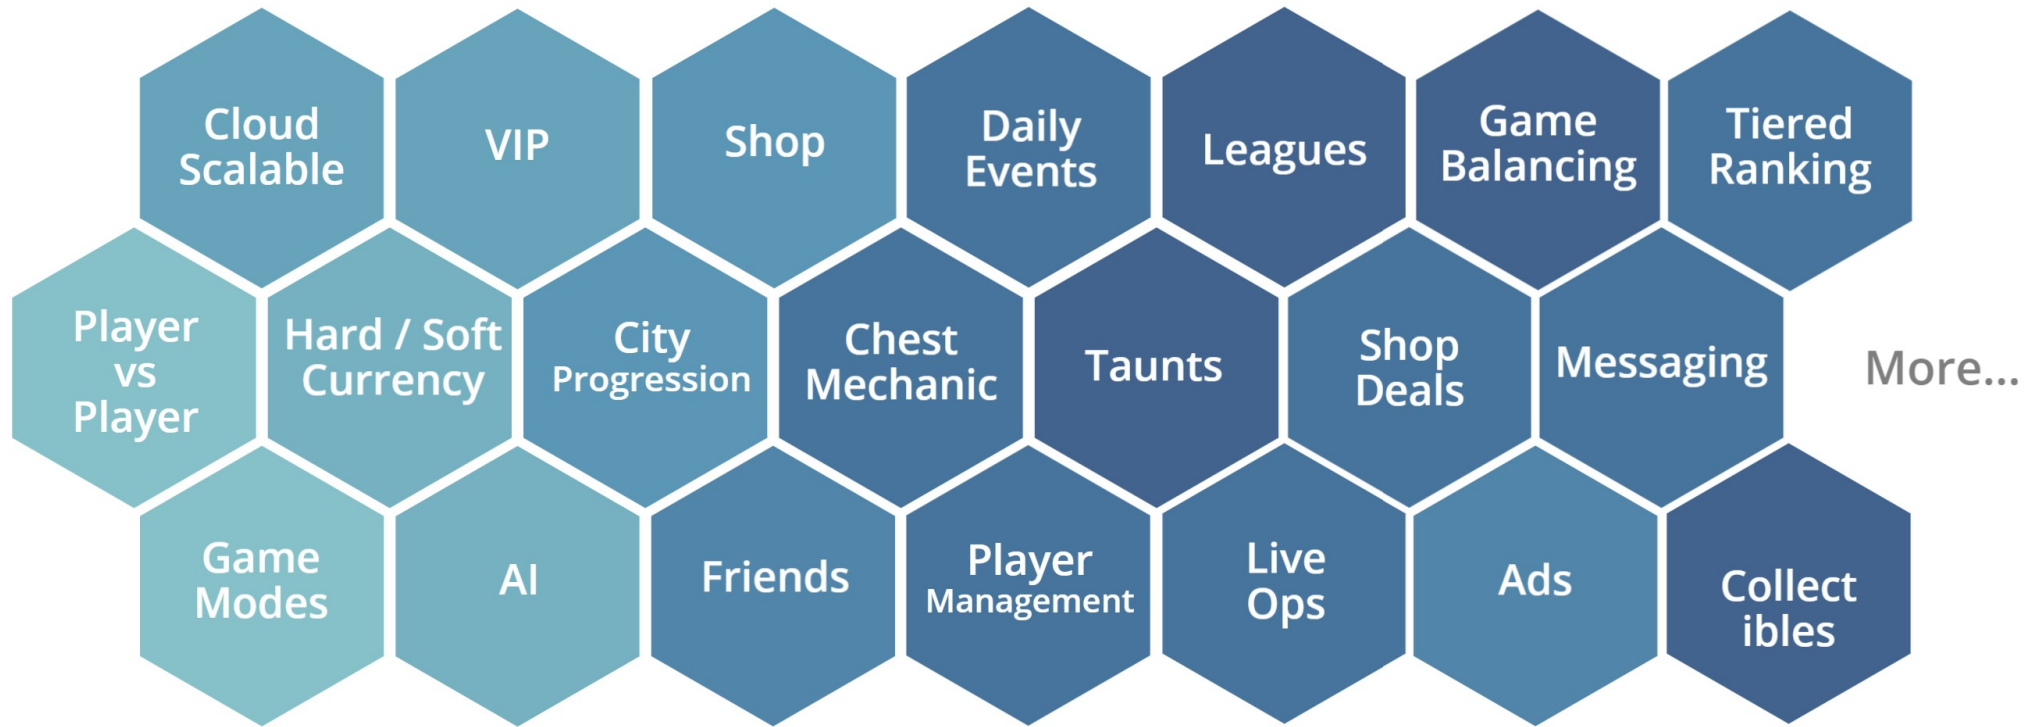 Cloud
Scalable
VIP
Shop
Daily
Events
Leagues
Game
Balancing
Tiered
Ranking
Player
vs
Player
Hard / Soft
Currency
City
Progression
Chest
Mechanic
Taunts
Shop
Deals
Messaging
More...
Game
Modes
AI
Friends
Player
Management
Live
Ops
Ads
Collect
ibles